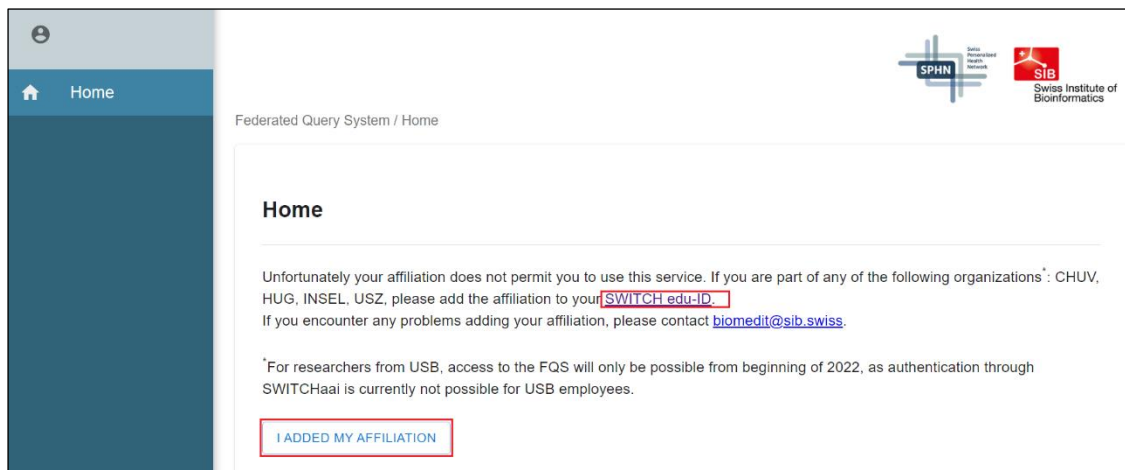 Home
SPHN
Swiss
Personalized
Health
Network
SIB
Swiss Institute of
Bioinformatics
Federated Query System / Home
Home
Unfortunately your affiliation does not permit you to use this service. If you are part of any of the following organizations*: CHUV,
HUG, INSEL, USZ, please add the affiliation to your SWITCH edu-ID.
If you encounter any problems adding your affiliation, please contact biomedit@sib.swiss.
*For researchers from USB, access to the FQS will only be possible from beginning of 2022, as authentication through
SWITCHaai is currently not possible for USB employees.
I ADDED MY AFFILIATION